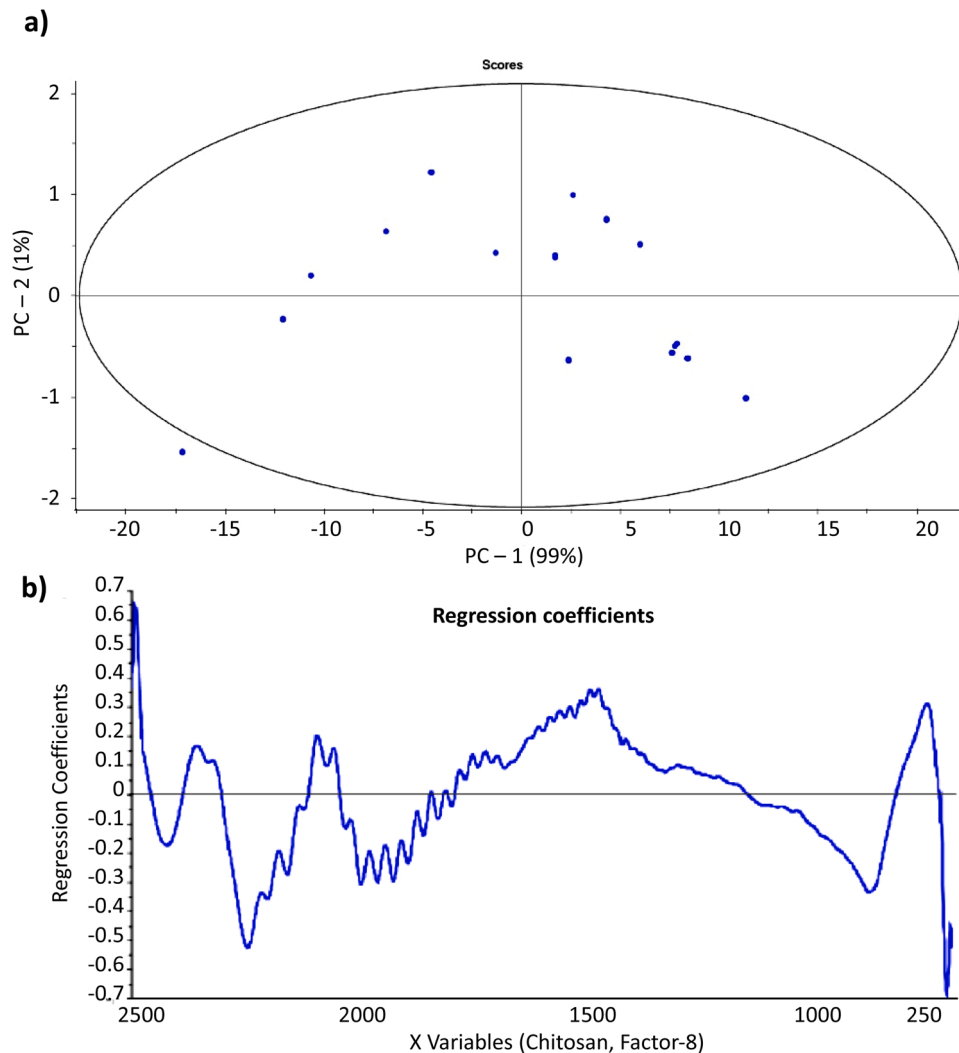 a)
Scores
2
1
0
-1
-2
PC – 2 (1%)
-20 -15 -10 -5 0 5 10 15 20
PC – 1 (99%)
b)
Regression coefficients
0.7
0.6
0.5
0.4
0.3
0.2
0.1
0
-0.1
-0.2
-0.3
-0.4
-0.5
-0.6
-0.7
Regression Coefficients
2500 2000 1500 1000 250
X Variables (Chitosan, Factor-8)